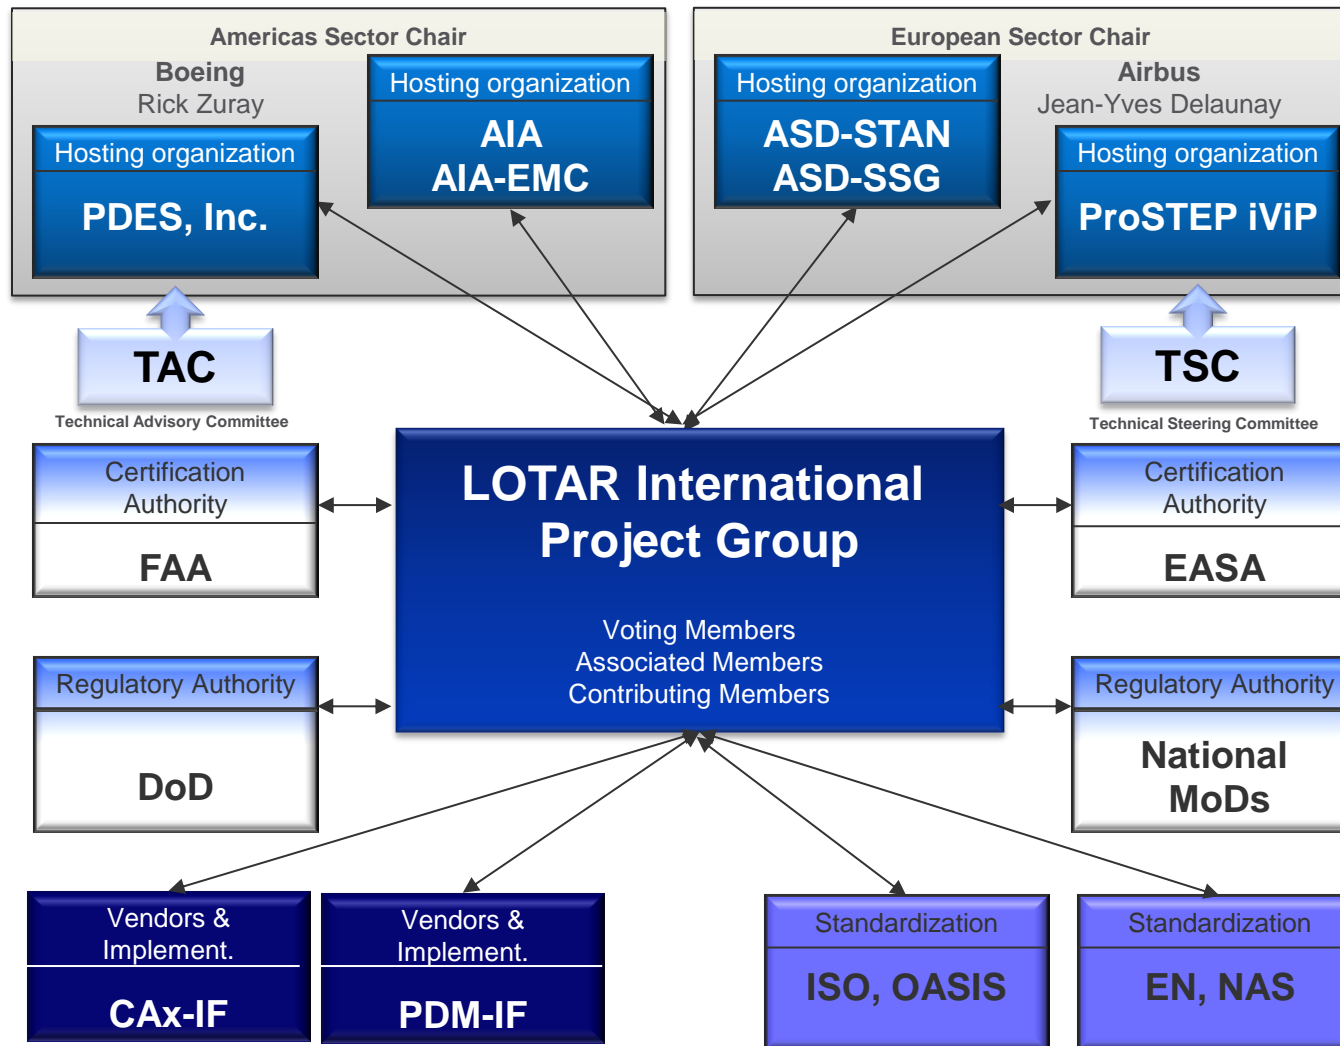 Americas Sector Chair
Boeing
Rick Zuray
Hosting organization
PDES, Inc.
Hosting organization
AIA
AIA-EMC
European Sector Chair
Hosting organization
ASD-STAN
ASD-SSG
Airbus
Jean-Yves Delaunay
Hosting organization
ProSTEP iViP
TAC
Technical Advisory Committee
TSC
Technical Steering Committee
Certification
Authority
FAA
LOTAR International
Project Group
Voting Members
Associated Members
Contributing Members
Certification
Authority
EASA
Regulatory Authority
DoD
Regulatory Authority
National
MoDs
Vendors &
Implement.
CAx-IF
Vendors &
Implement.
PDM-IF
Standardization
ISO, OASIS
Standardization
EN, NAS